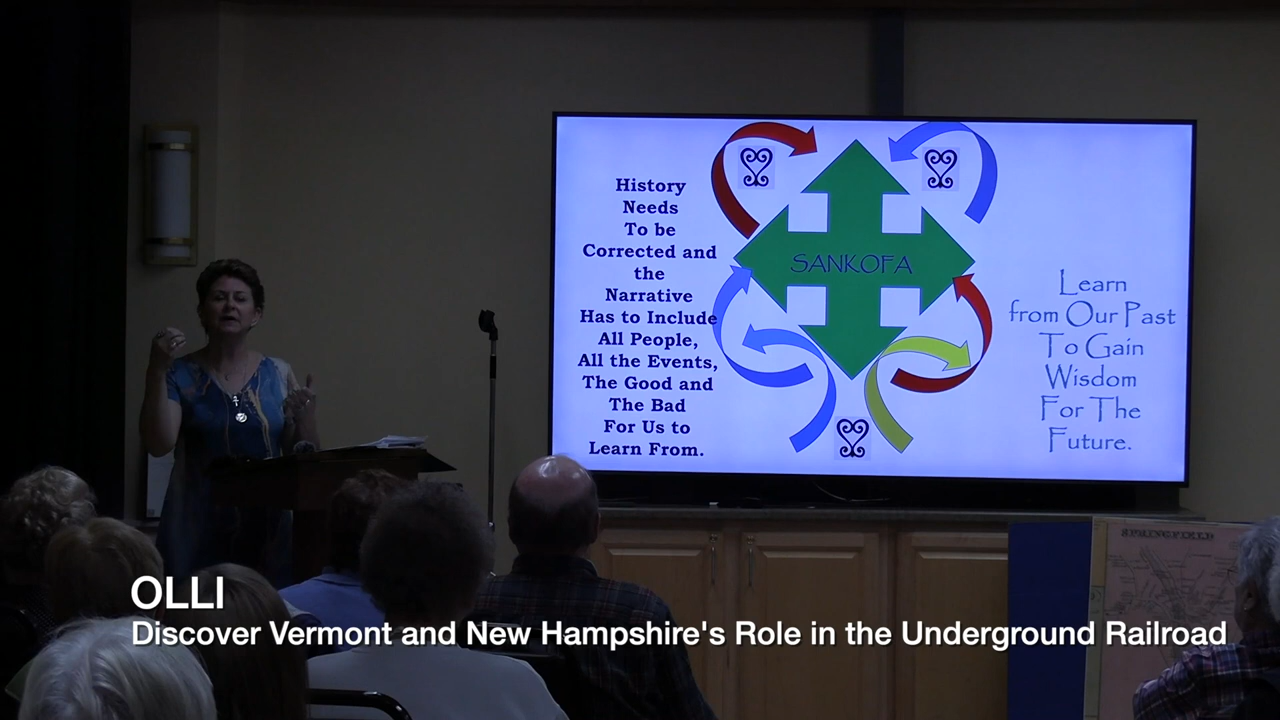 History
Needs
To be
Corrected and
the
Narrative
Has to Include
All People,
All the Events,
The Good and
The Bad
For Us to
Learn From.
SANKOFA
Learn
from Our Past
To Gain
Wisdom
For The
Future.
SPRINGFIELD
OLLI
Discover Vermont and New Hampshire's Role in the Underground Railroad